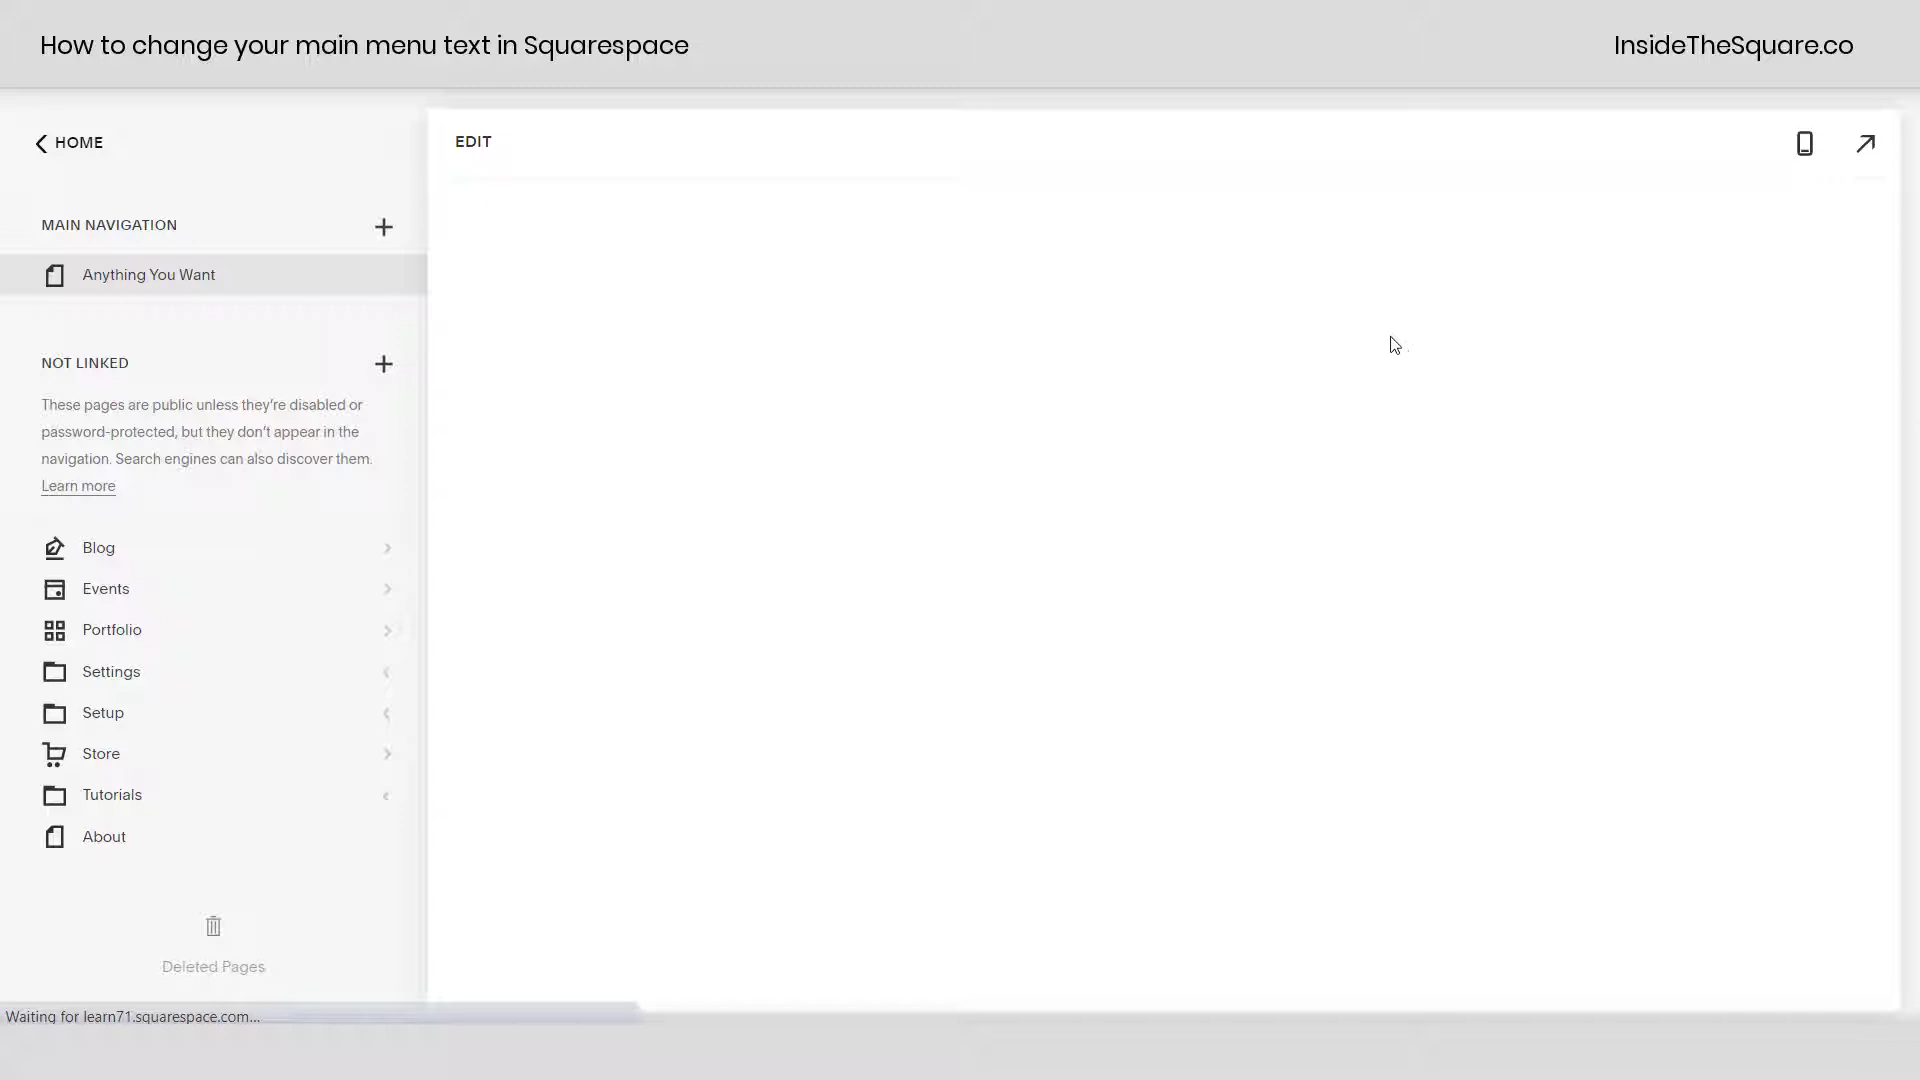 How to change your main menu text in Squarespace
InsideTheSquare.co
HOME
EDIT
MAIN NAVIGATION
Anything You Want
NOT LINKED
These pages are public unless they’re disabled or
password-protected, but they don’t appear in the
navigation. Search engines can also discover them.
Learn more
Blog
Events
Portfolio
Settings
Setup
Store
Tutorials
About
Deleted Pages
Waiting for learn71.squarespace.com...